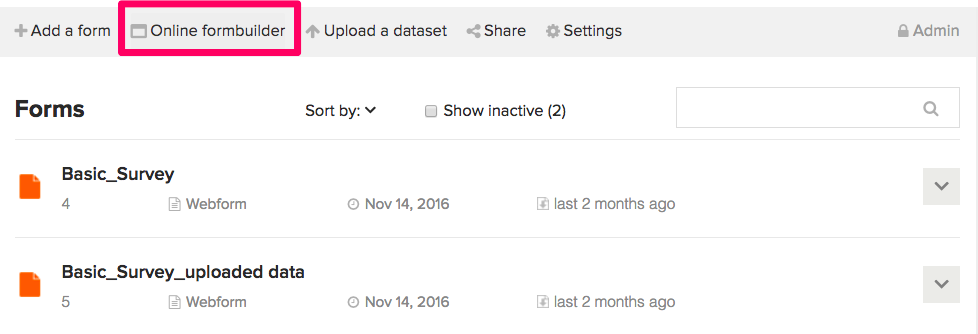 Add a form Online formbuilder Upload a dataset Share Settings Admin
Forms Sort by: Show inactive (2)
Basic_Survey
4 Webform Nov 14, 2016 last 2 months ago
Basic_Survey_uploaded data
5 Webform Nov 14, 2016 last 2 months ago